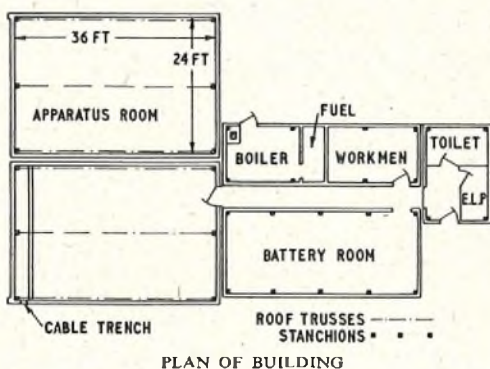 36 FT
24 FT
APPARATUS ROOM
FUEL
BOILER
WORKMEN
TOILET
E.L.P
BATTERY ROOM
CABLE TRENCH
ROOF TRUSSES
STANCHIONS
PLAN OF BUILDING